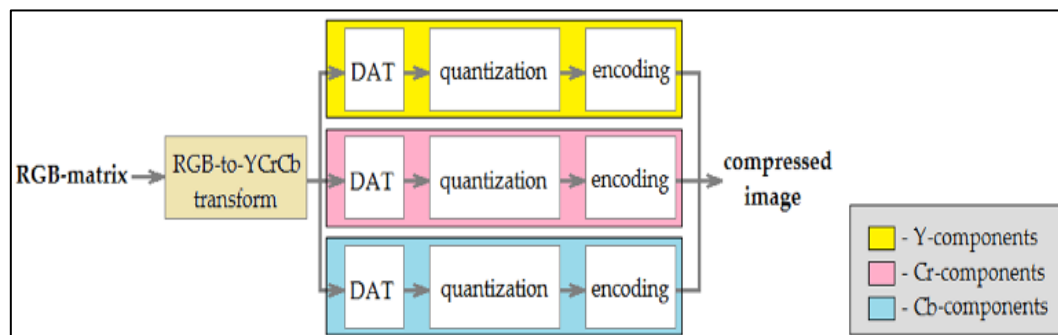 DAT quantization encoding
RGB-matrix
RGB-to-YCrCb
transform
DAT quantization encoding
compressed
image
DAT quantization encoding
- Y-components
- Cr-components
- Cb-components